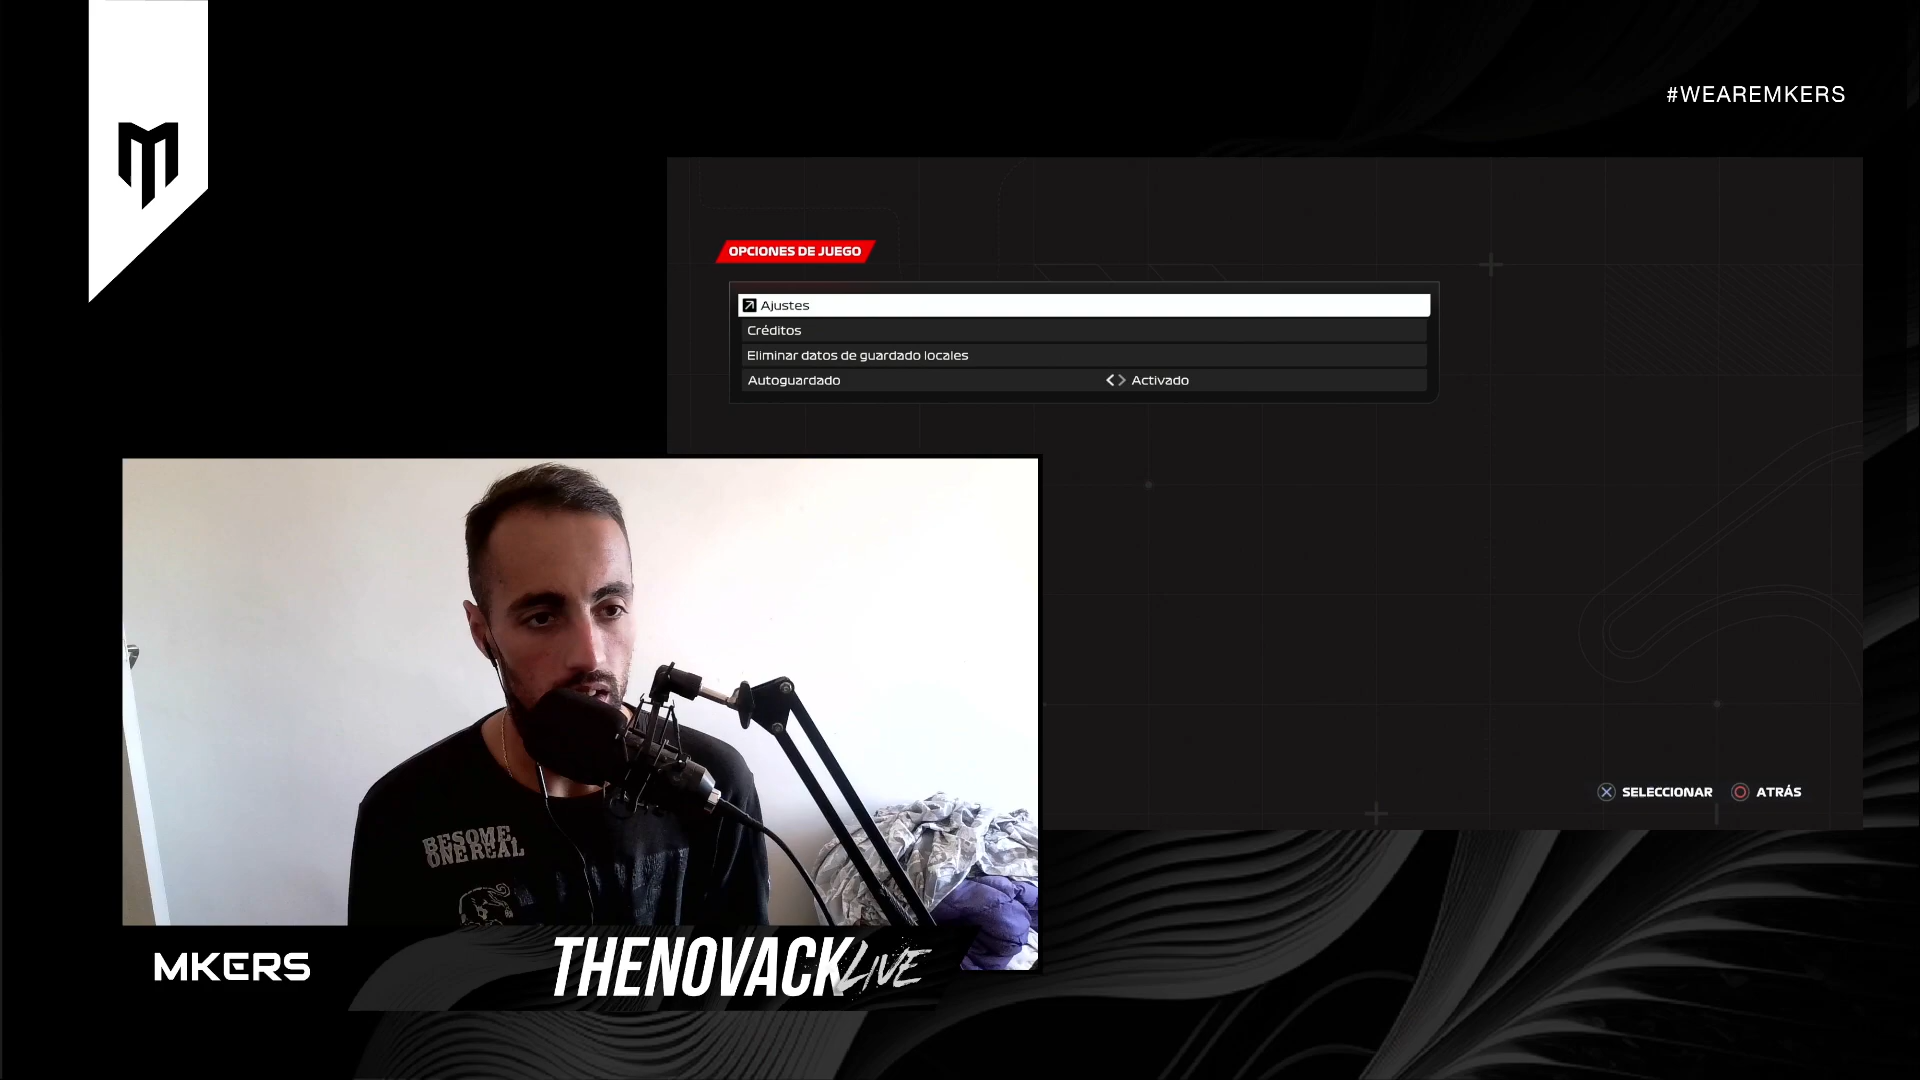 #WEAREMKERS
OPCIONES DE JUEGO
Ajustes
Créditos
Eliminar datos de guardado locales
Autoguardado Activado
SELECCIONAR ATRÁS
BESOME
ONE REAL
MKERS
THENOVACK LIVE